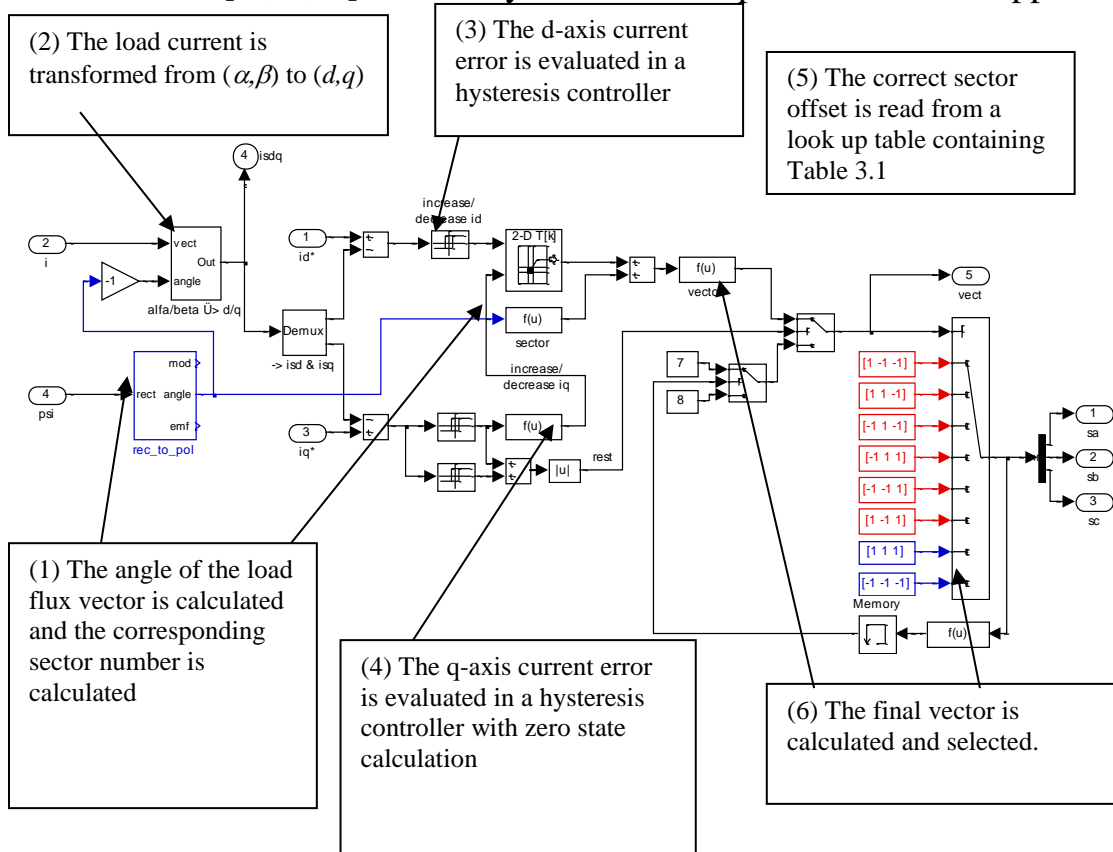 (2) The load current is
transformed from (α,β) to (d,q)
(3) The d-axis current
error is evaluated in a
hysteresis controller
(5) The correct sector
offset is read from a
look up table containing
Table 3.1
4
isdq
increase/
decrease id
2
i
vect
Out
angle
-1
alfa/beta Ü> d/q
1
id*
2-D T[k]
f(u)
vector
5
vect
Demux
-> isd & isq
f(u)
sector
increase/
decrease iq
7
8
[1 -1 -1]
[1 1 -1]
[-1 1 -1]
[-1 1 1]
[-1 -1 1]
[1 -1 1]
[1 1 1]
[-1 -1 -1]
4
psi
mod
rect angle
emf
rec_to_pol
3
iq*
f(u)
|u|
rest
1
sa
2
sb
3
sc
Memory
f(u)
(1) The angle of the load
flux vector is calculated
and the corresponding
sector number is
calculated
(4) The q-axis current error
is evaluated in a hysteresis
controller with zero state
calculation
(6) The final vector is
calculated and selected.